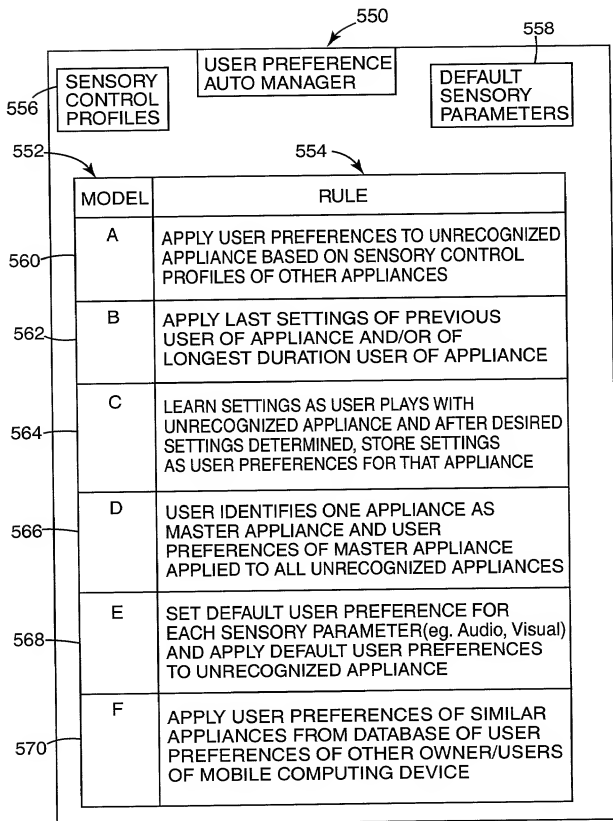 550
USER PREFERENCE
AUTO MANAGER
558
DEFAULT
SENSORY
PARAMETERS
556
SENSORY
CONTROL
PROFILES
552
554
MODEL
RULE
560
A
APPLY USER PREFERENCES TO UNRECOGNIZED
APPLIANCE BASED ON SENSORY CONTROL
PROFILES OF OTHER APPLIANCES
562
B
APPLY LAST SETTINGS OF PREVIOUS
USER OF APPLIANCE AND/OR OF
LONGEST DURATION USER OF APPLIANCE
564
C
LEARN SETTINGS AS USER PLAYS WITH
UNRECOGNIZED APPLIANCE AND AFTER DESIRED
SETTINGS DETERMINED, STORE SETTINGS
AS USER PREFERENCES FOR THAT APPLIANCE
566
D
USER IDENTIFIES ONE APPLIANCE AS
MASTER APPLIANCE AND USER
PREFERENCES OF MASTER APPLIANCE
APPLIED TO ALL UNRECOGNIZED APPLIANCES
568
E
SET DEFAULT USER PREFERENCE FOR
EACH SENSORY PARAMETER(eg. Audio, Visual)
AND APPLY DEFAULT USER PREFERENCES
TO UNRECOGNIZED APPLIANCE
570
F
APPLY USER PREFERENCES OF SIMILAR
APPLIANCES FROM DATABASE OF USER
PREFERENCES OF OTHER OWNER/USERS
OF MOBILE COMPUTING DEVICE